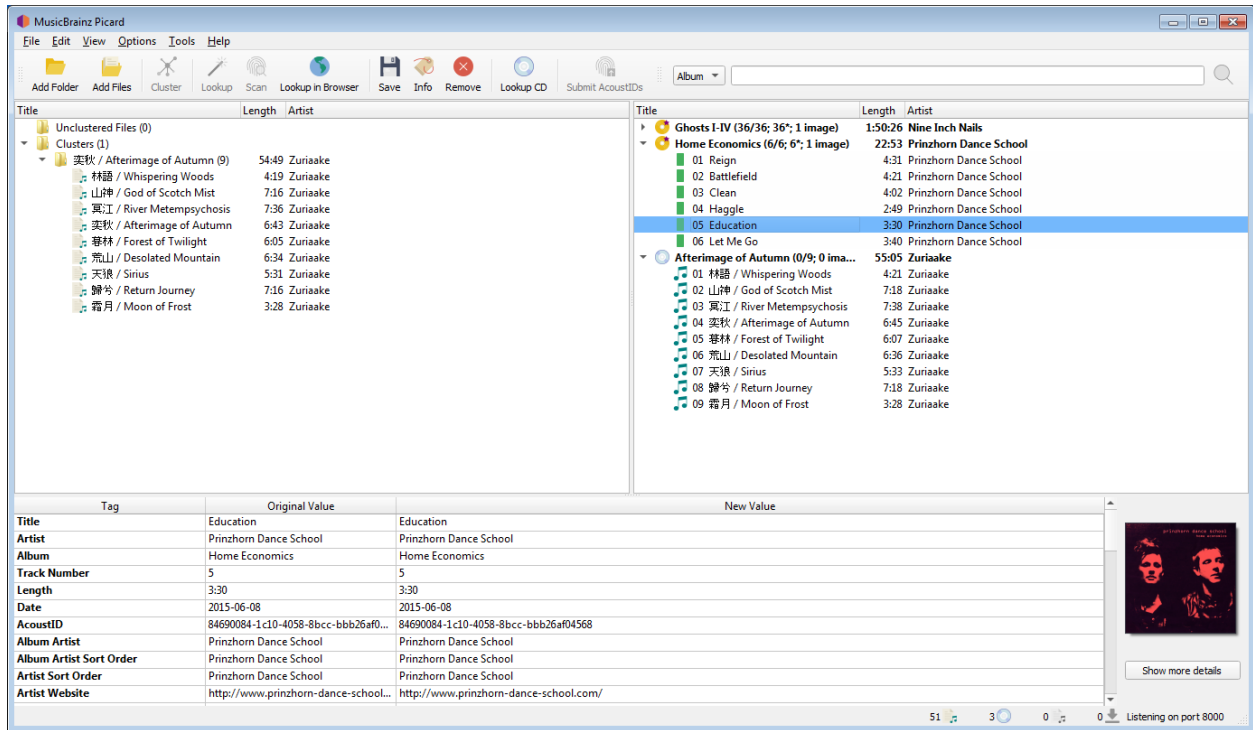 MusicBrainz Picard
File Edit View Options Tools Help
Add Folder Add Files Cluster Lookup Scan Lookup in Browser Save Info Remove Lookup CD Submit AcoustIDs Album
Title Length Artist
Unclustered Files (0)
Clusters (1)
奕秋 / Afterimage of Autumn (9) 54:49 Zuriaake
林語 / Whispering Woods 4:19 Zuriaake
山神 / God of Scotch Mist 7:16 Zuriaake
冥江 / River Metempsychosis 7:36 Zuriaake
奕秋 / Afterimage of Autumn 6:43 Zuriaake
暮林 / Forest of Twilight 6:05 Zuriaake
荒山 / Desolated Mountain 6:34 Zuriaake
天狼 / Sirius 5:31 Zuriaake
歸兮 / Return Journey 7:16 Zuriaake
霜月 / Moon of Frost 3:28 Zuriaake
Title Length Artist
Ghosts I-IV (36/36; 36*; 1 image) 1:50:26 Nine Inch Nails
Home Economics (6/6; 6*; 1 image) 22:53 Prinzhorn Dance School
01 Reign 4:31 Prinzhorn Dance School
02 Battlefield 4:21 Prinzhorn Dance School
03 Clean 4:02 Prinzhorn Dance School
04 Haggle 2:49 Prinzhorn Dance School
05 Education 3:30 Prinzhorn Dance School
06 Let Me Go 3:40 Prinzhorn Dance School
Afterimage of Autumn (0/9; 0 ima... 55:05 Zuriaake
01 林語 / Whispering Woods 4:21 Zuriaake
02 山神 / God of Scotch Mist 7:18 Zuriaake
03 冥江 / River Metempsychosis 7:38 Zuriaake
04 奕秋 / Afterimage of Autumn 6:45 Zuriaake
05 暮林 / Forest of Twilight 6:07 Zuriaake
06 荒山 / Desolated Mountain 6:36 Zuriaake
07 天狼 / Sirius 5:33 Zuriaake
08 歸兮 / Return Journey 7:18 Zuriaake
09 霜月 / Moon of Frost 3:28 Zuriaake
Tag Original Value New Value
Title Education Education
Artist Prinzhorn Dance School Prinzhorn Dance School
Album Home Economics Home Economics
Track Number 5 5
Length 3:30 3:30
Date 2015-06-08 2015-06-08
AcoustID 84690084-1c10-4058-8bcc-bbb26af0... 84690084-1c10-4058-8bcc-bbb26af04568
Album Artist Prinzhorn Dance School Prinzhorn Dance School
Album Artist Sort Order Prinzhorn Dance School Prinzhorn Dance School
Artist Sort Order Prinzhorn Dance School Prinzhorn Dance School
Artist Website http://www.prinzhorn-dance-school... http://www.prinzhorn-dance-school.com/
prinzhorn dance school
home economics
Show more details
51 3 0 0 Listening on port 8000